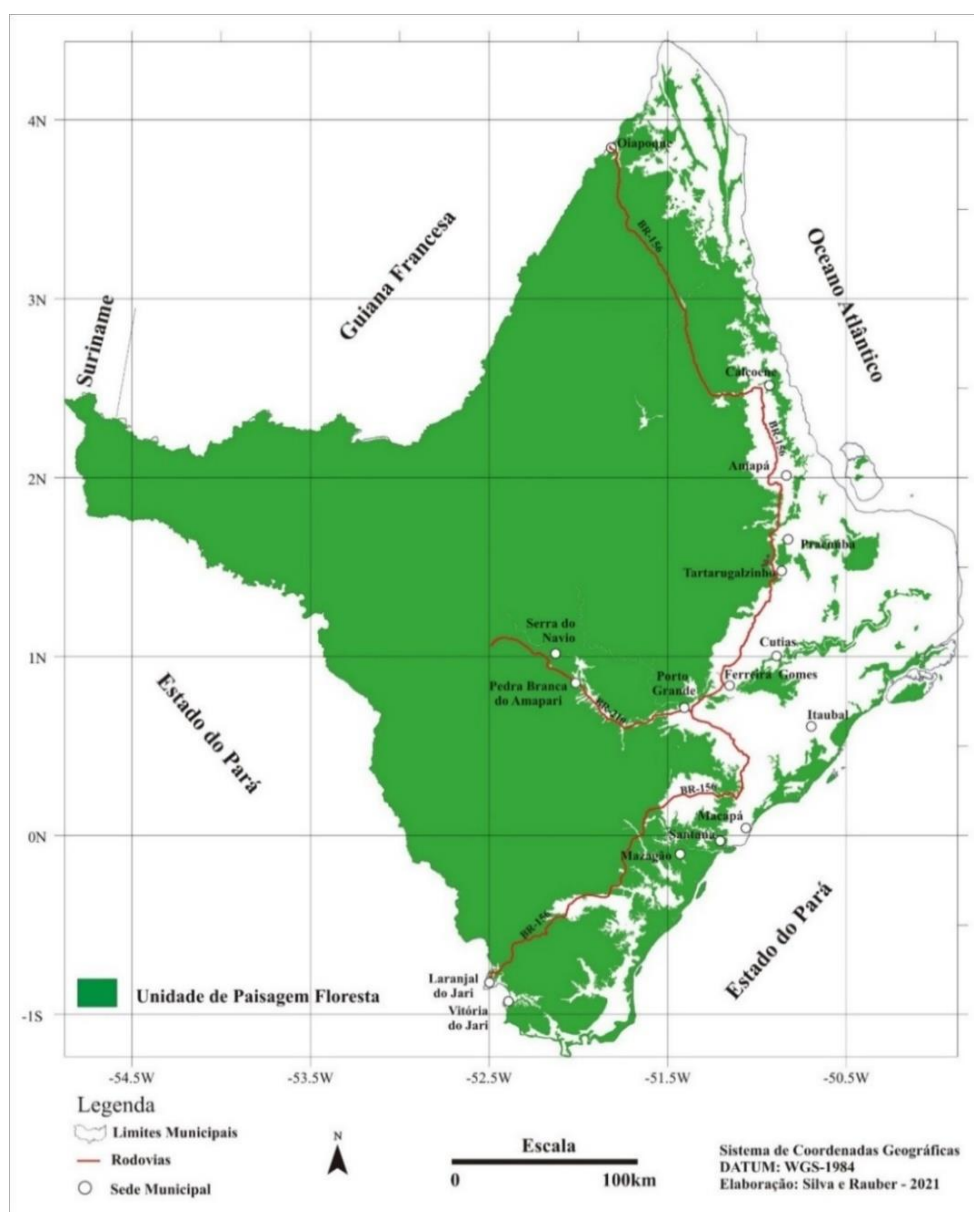 4N
3N
2N
1N
0N
-1S
Oiapoque
BR-156
Guiana Francesa
Oceano Atlântico
Suriname
Calçoene
BR-156
Amapá
Pracuúba
Tartarugalzinho
Serra do
Navio
Cutias
Porto
Grande
Ferreira Gomes
Pedra Branca
do Amapari
BR-210
Itaubal
Estado do Pará
BR-156
Macapá
Santana
Mazagão
BR-156
Estado do Pará
Laranjal
do Jari
Vitória
do Jari
Unidade de Paisagem Floresta
-54.5W
-53.5W
-52.5W
-51.5W
-50.5W
Legenda
Limites Municipais
Rodovias
Sede Municipal
N
Escala
0
100km
Sistema de Coordenadas Geográficas
DATUM: WGS-1984
Elaboração: Silva e Rauber - 2021